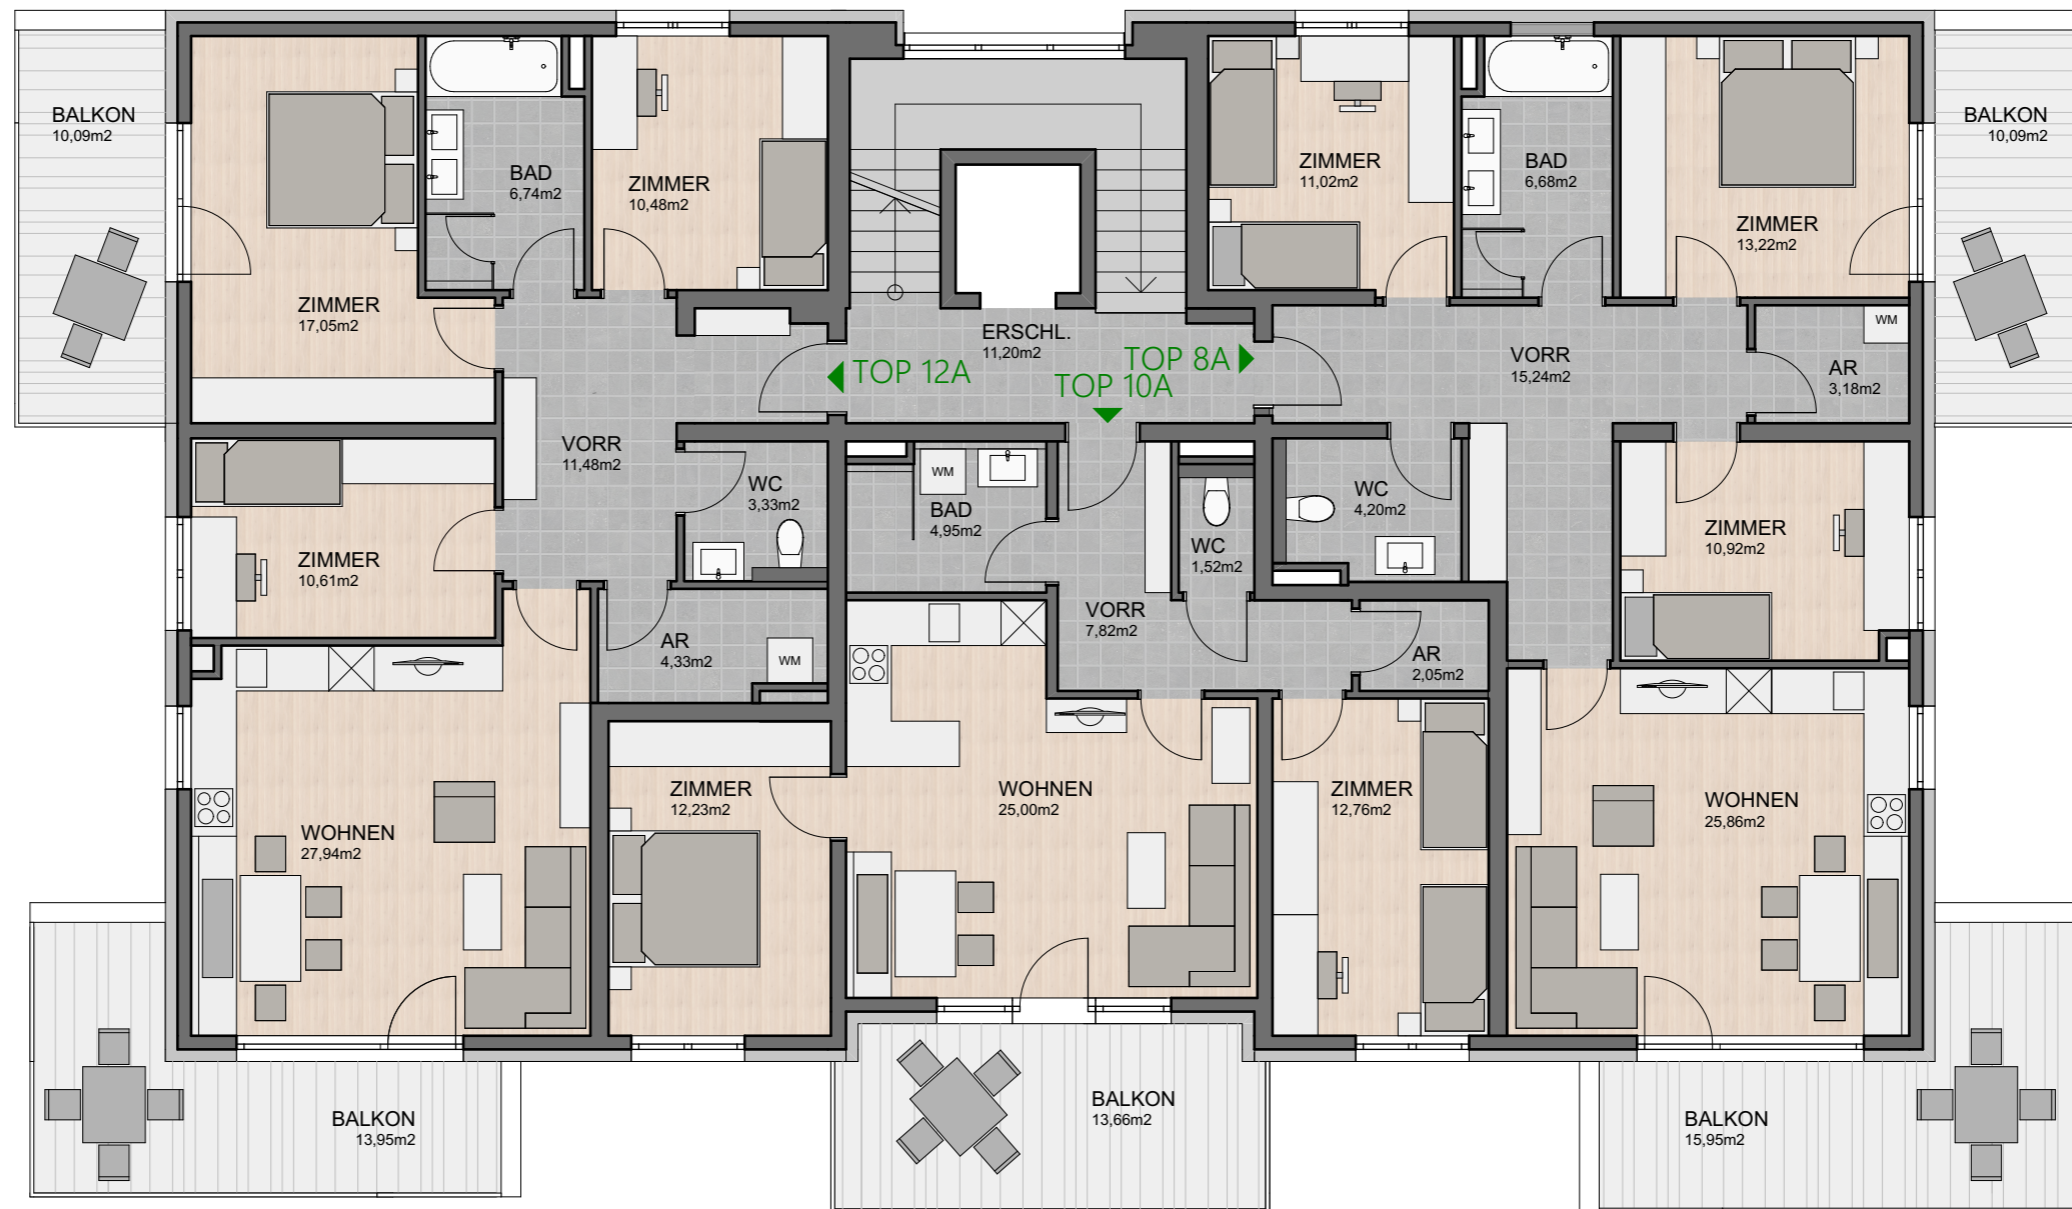 BALKON
10,09m2
ZIMMER
17,05m2
BAD
6,74m2
ZIMMER
10,48m2
ZIMMER
11,02m2
BAD
6,68m2
ZIMMER
13,22m2
BALKON
10,09m2
ERSCHL.
11,20m2
TOP 12A
TOP 10A
TOP 8A
VORR
15,24m2
WM
AR
3,18m2
ZIMMER
10,61m2
VORR
11,48m2
WC
3,33m2
WM
BAD
4,95m2
WC
1,52m2
WC
4,20m2
ZIMMER
10,92m2
AR
4,33m2
WM
VORR
7,82m2
AR
2,05m2
WOHNEN
27,94m2
ZIMMER
12,23m2
WOHNEN
25,00m2
ZIMMER
12,76m2
WOHNEN
25,86m2
BALKON
13,95m2
BALKON
13,66m2
BALKON
15,95m2